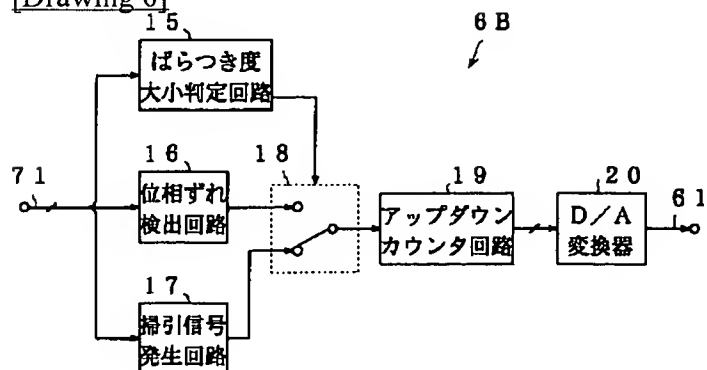 [Drawing 6]
15
6B
ばらつき度
大小判定回路
16
18
71
位相ずれ
検出回路
19
アップダウン
カウンタ回路
20
D/A
変換器
61
17
掃引信号
発生回路